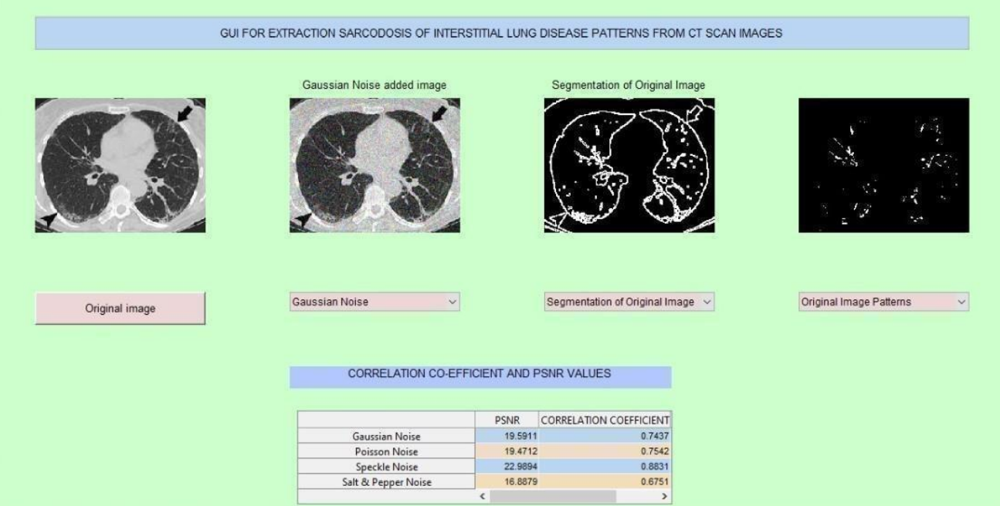 GUI FOR EXTRACTION SARCODOSIS OF INTERSTITIAL LUNG DISEASE PATTERNS FROM CT SCAN IMAGES
Gaussian Noise added image
Segmentation of Original Image
Original image
Gaussian Noise
Segmentation of Original Image
Original Image Patterns
CORRELATION CO-EFFICIENT AND PSNR VALUES
PSNR CORRELATION COEFFICIENT
Gaussian Noise 19.5911 0.7437
Poisson Noise 19.4712 0.7542
Speckle Noise 22.9894 0.8831
Salt & Pepper Noise 16.8879 0.6751